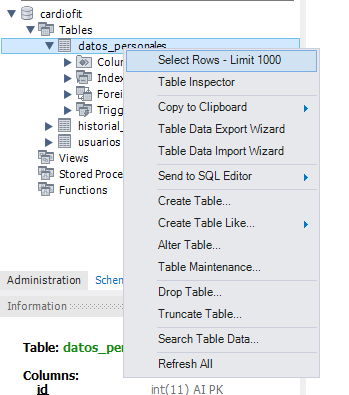 cardiofit
Tables
datos_personales
Select Rows - Limit 1000
Colum
Table Inspector
Index
Forei
Copy to Clipboard
Trigg
Table Data Export Wizard
historial_
usuarios
Table Data Import Wizard
Views
Stored Proce
Send to SQL Editor
Functions
Create Table...
Create Table Like...
Alter Table...
Table Maintenance...
Administration
Schem
Drop Table...
Information
Truncate Table...
Search Table Data...
Table: datos_per
Refresh All
Columns:
id int(11) AI PK